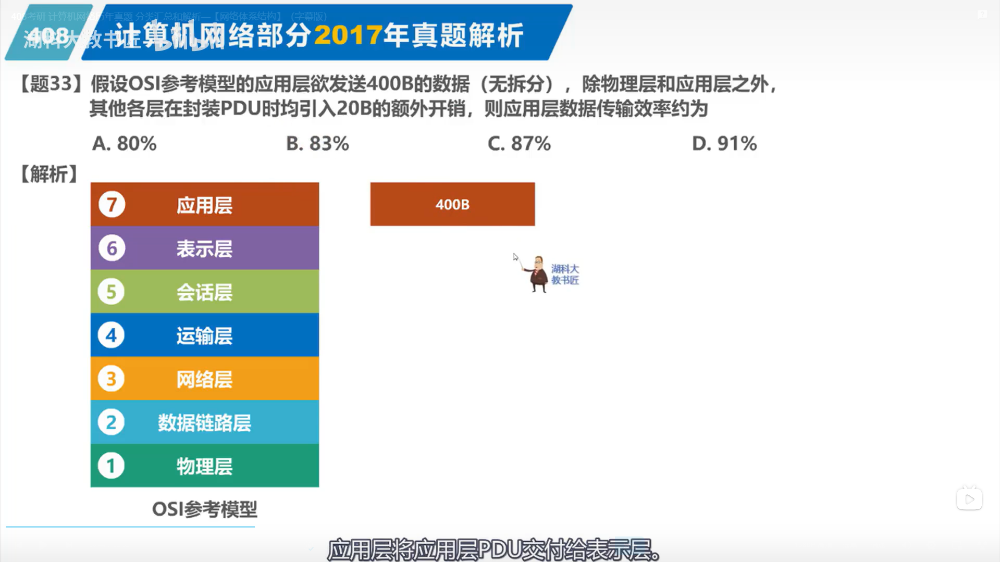 408考研 计算机网络历年真题 分类汇总和解析—【网络体系结构】（字幕版）
408 计算机网络部分2017年真题解析
湖科大教书匠 bilibili
【题33】假设OSI参考模型的应用层欲发送400B的数据（无拆分），除物理层和应用层之外，
其他各层在封装PDU时均引入20B的额外开销，则应用层数据传输效率约为
A. 80% B. 83% C. 87% D. 91%
【解析】
7 应用层
400B
6 表示层
湖科大
教书匠
5 会话层
4 运输层
3 网络层
2 数据链路层
1 物理层
OSI参考模型
应用层将应用层PDU交付给表示层。